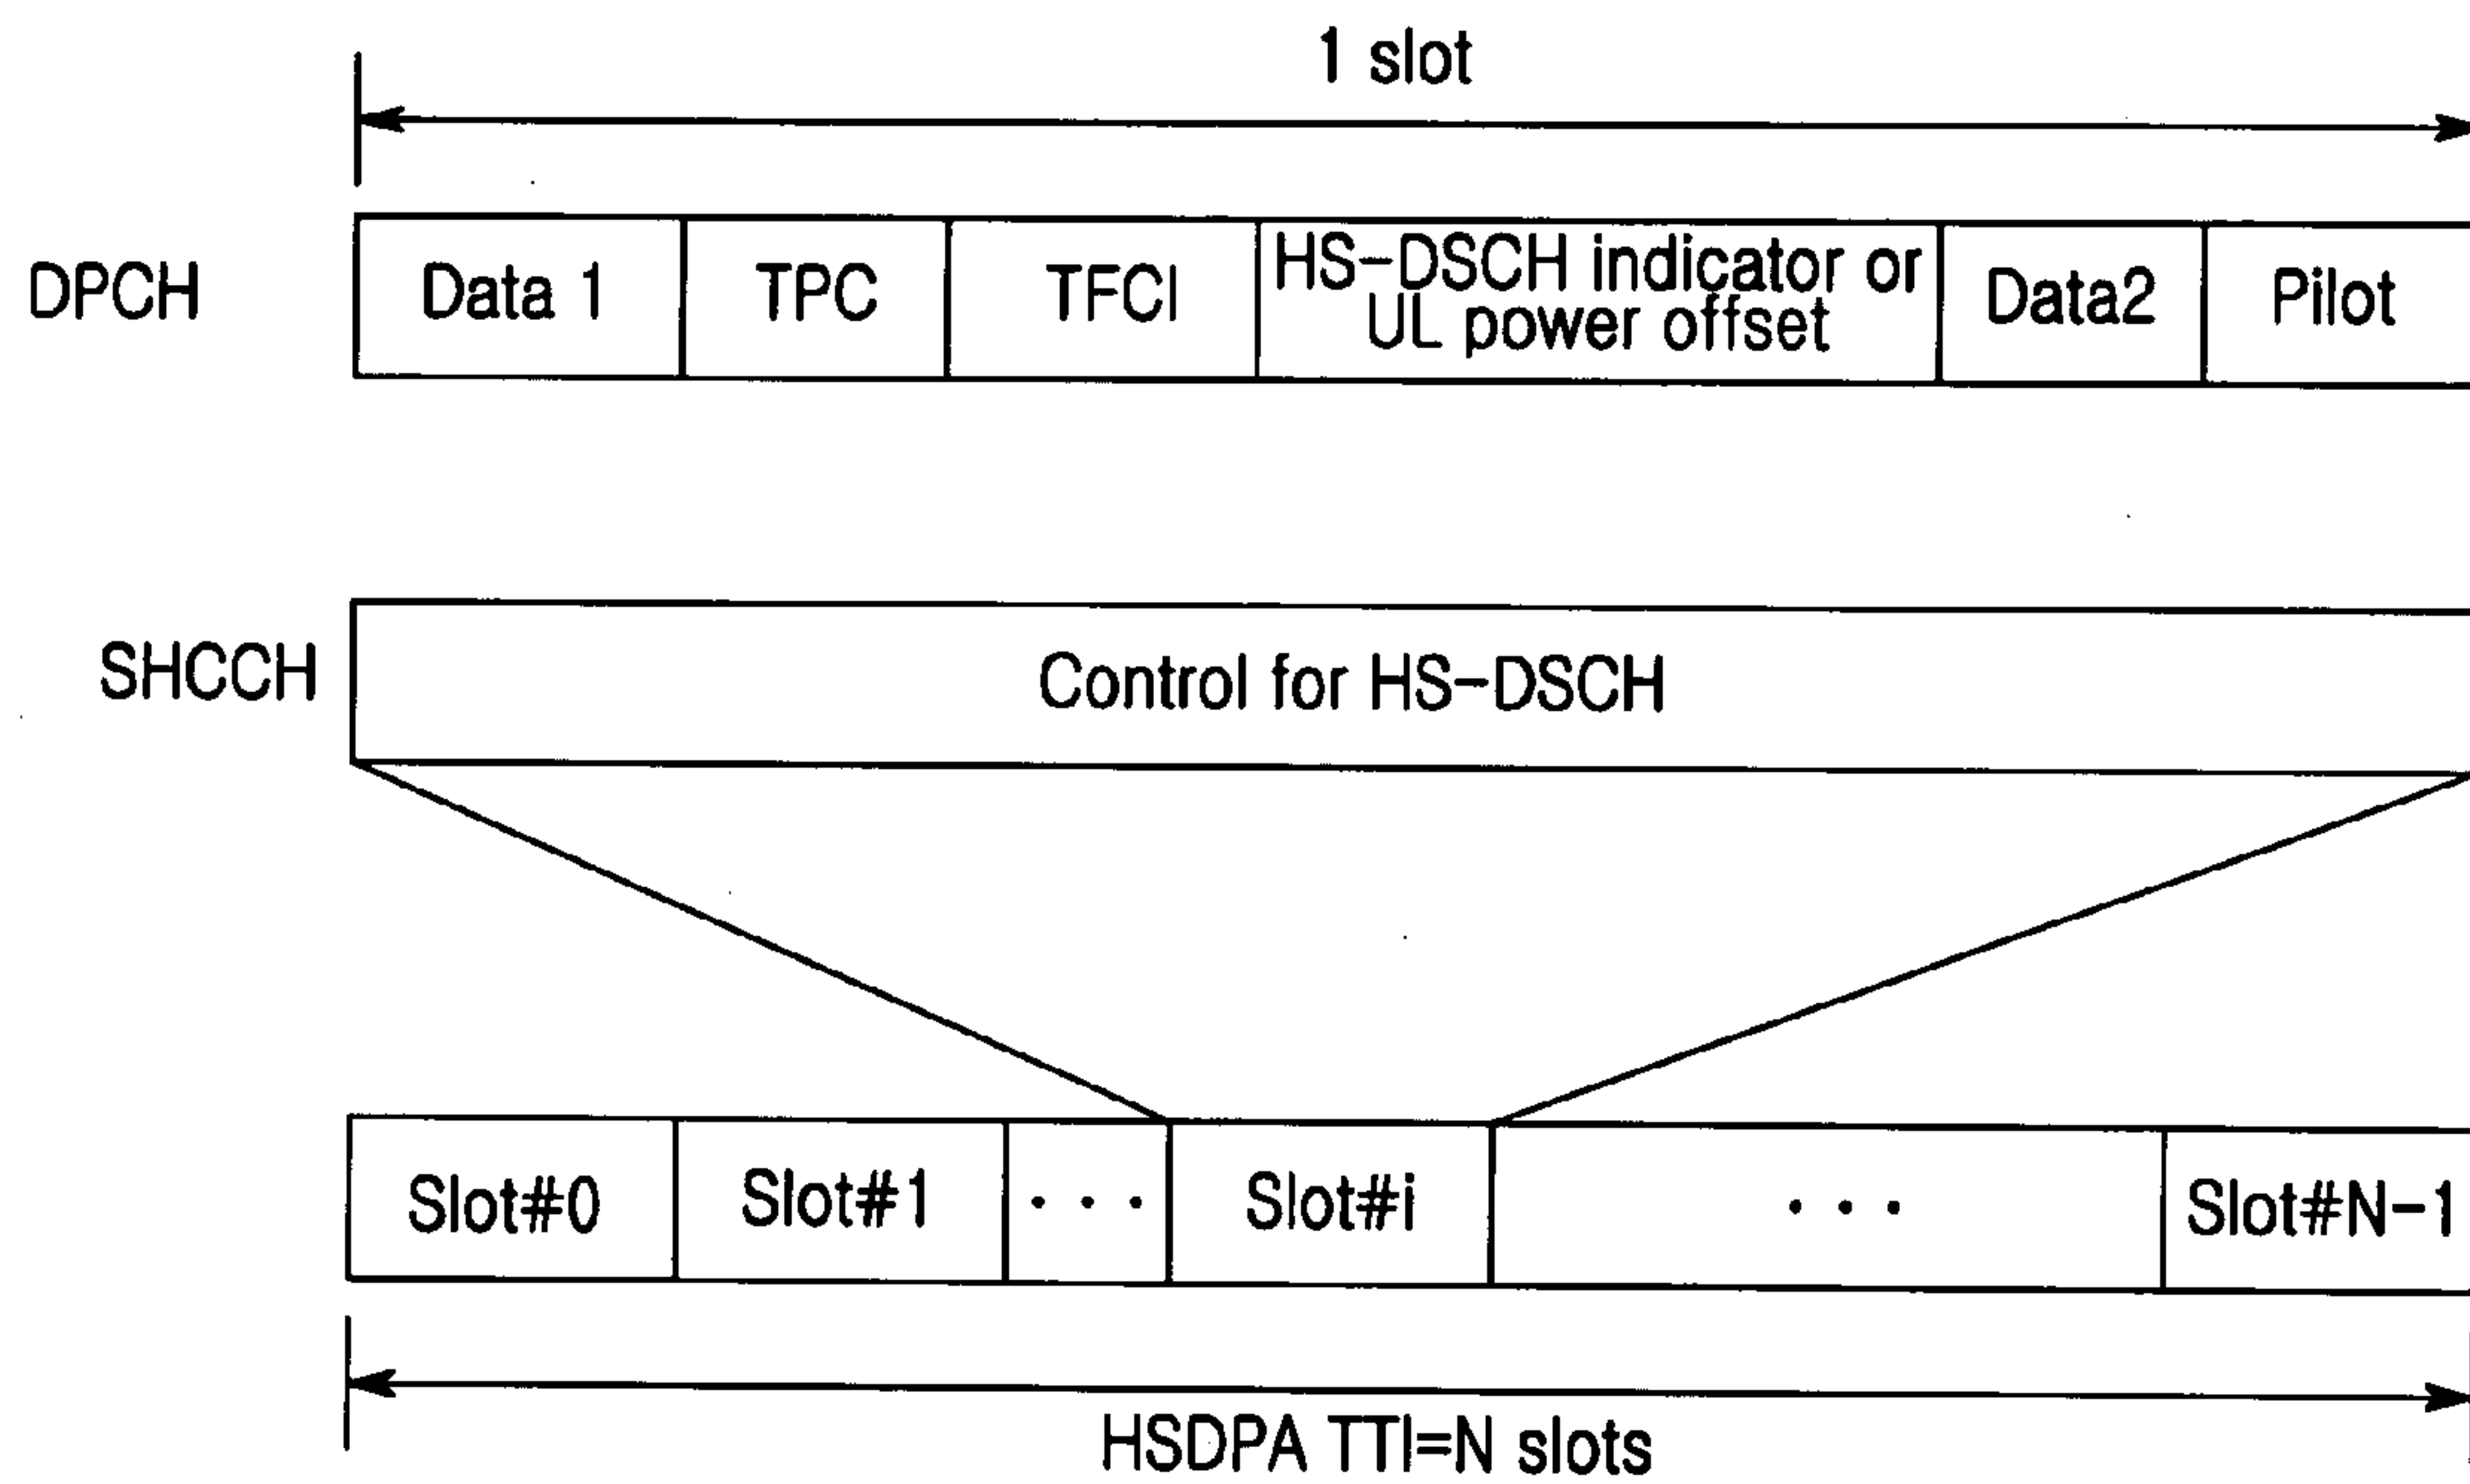 1 slot
DPCH
Data 1
TPC
TFCI
HS-DSCH indicator or
UL power offset
Data2
Pilot
SHCCH
Control for HS-DSCH
Slot#0
Slot#1
...
Slot#i
...
Slot#N-1
HSDPA TTI=N slots